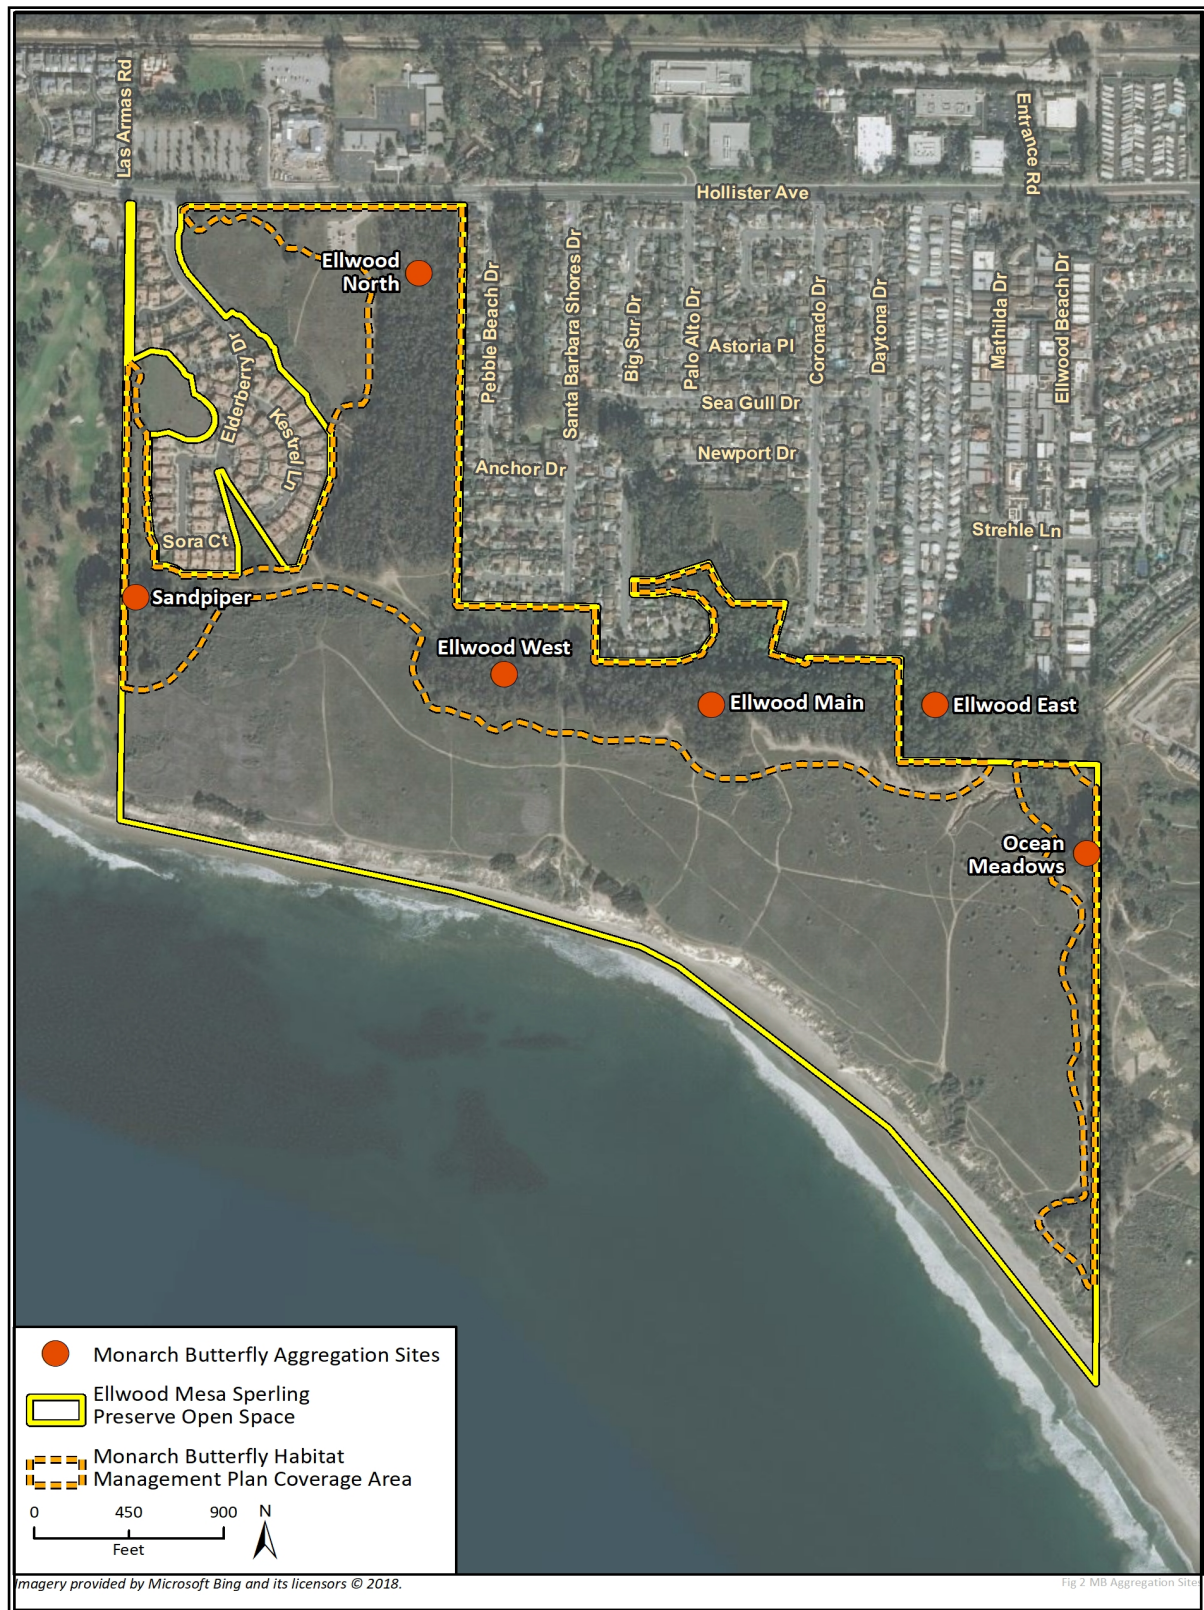 Las Armas Rd
Entrance Rd
Hollister Ave
Ellwood
North
Pebble Beach Dr
Santa Barbara Shores Dr
Big Sur Dr
Palo Alto Dr
Astoria Pl
Coronado Dr
Daytona Dr
Mathilda Dr
Ellwood Beach Dr
Elderberry Dr
Kestrel Ln
Sea Gull Dr
Newport Dr
Anchor Dr
Strehle Ln
Sora Ct
Sandpiper
Ellwood West
Ellwood Main
Ellwood East
Ocean
Meadows
Monarch Butterfly Aggregation Sites
Ellwood Mesa Sperling
Preserve Open Space
Monarch Butterfly Habitat
Management Plan Coverage Area
0 450 900 N
Feet
Imagery provided by Microsoft Bing and its licensors © 2018.
Fig 2 MB Aggregation Sites